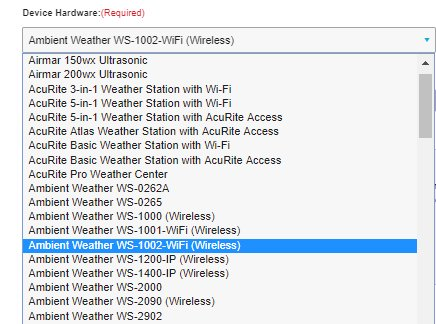 Device Hardware:(Required)
Ambient Weather WS-1002-WiFi (Wireless)
Airmar 150wx Ultrasonic
Airmar 200wx Ultrasonic
AcuRite 3-in-1 Weather Station with Wi-Fi
AcuRite 5-in-1 Weather Station with Wi-Fi
AcuRite 5-in-1 Weather Station with AcuRite Access
AcuRite Atlas Weather Station with AcuRite Access
AcuRite Basic Weather Station with Wi-Fi
AcuRite Basic Weather Station with AcuRite Access
AcuRite Pro Weather Center
Ambient Weather WS-0262A
Ambient Weather WS-0265
Ambient Weather WS-1000 (Wireless)
Ambient Weather WS-1001-WiFi (Wireless)
Ambient Weather WS-1002-WiFi (Wireless)
Ambient Weather WS-1200-IP (Wireless)
Ambient Weather WS-1400-IP (Wireless)
Ambient Weather WS-2000
Ambient Weather WS-2090 (Wireless)
Ambient Weather WS-2902